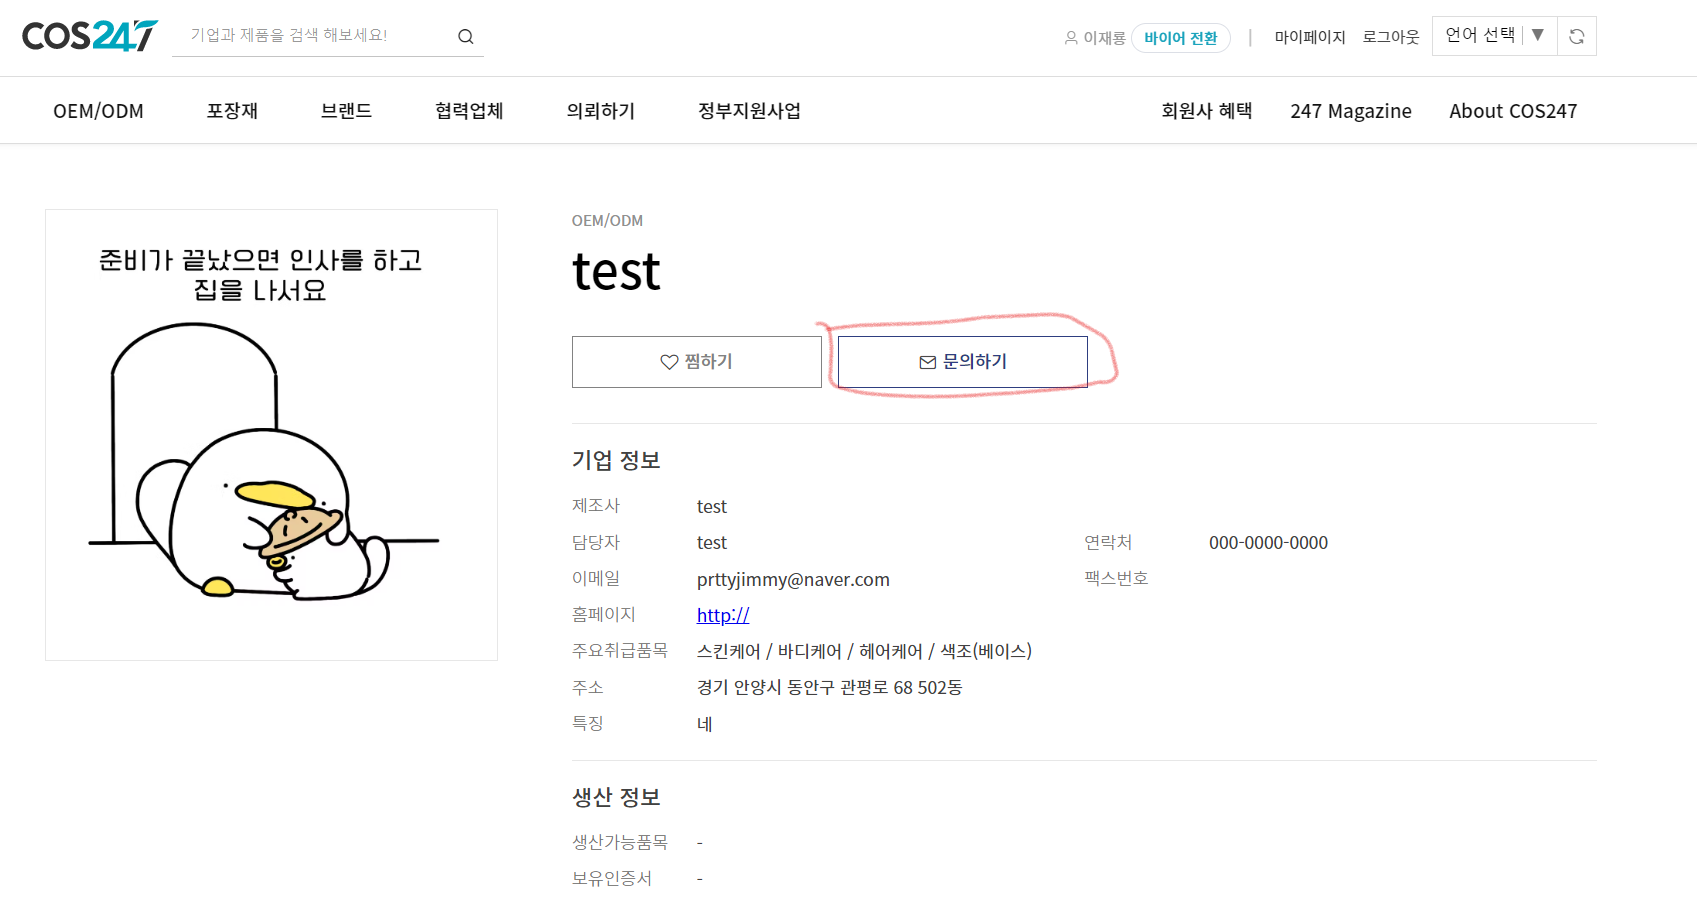 COS247
기업과 제품을 검색 해보세요!
이재룡 바이어 전환 | 마이페이지 로그아웃 언어 선택 ▼
OEM/ODM 포장재 브랜드 협력업체 의뢰하기 정부지원사업 회원사 혜택 247 Magazine About COS247
준비가 끝났으면 인사를 하고
집을 나서요
OEM/ODM
test
찜하기 문의하기
기업 정보
제조사 test
담당자 test 연락처 000-0000-0000
이메일 prttyjimmy@naver.com 팩스번호
홈페이지 http://
주요취급품목 스킨케어 / 바디케어 / 헤어케어 / 색조(베이스)
주소 경기 안양시 동안구 관평로 68 502동
특징 네
생산 정보
생산가능품목 -
보유인증서 -